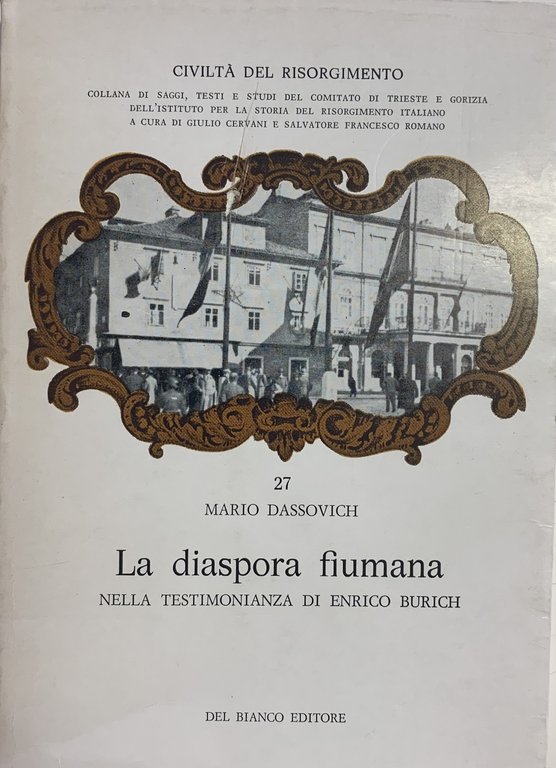 CIVILTÀ DEL RISORGIMENTO
COLLANA DI SAGGI, TESTI E STUDI DEL COMITATO DI TRIESTE E GORIZIA
DELL'ISTITUTO PER LA STORIA DEL RISORGIMENTO ITALIANO
A CURA DI GIULIO CERVANI E SALVATORE FRANCESCO ROMANO
27
MARIO DASSOVICH
La diaspora fiumana
NELLA TESTIMONIANZA DI ENRICO BURICH
DEL BIANCO EDITORE